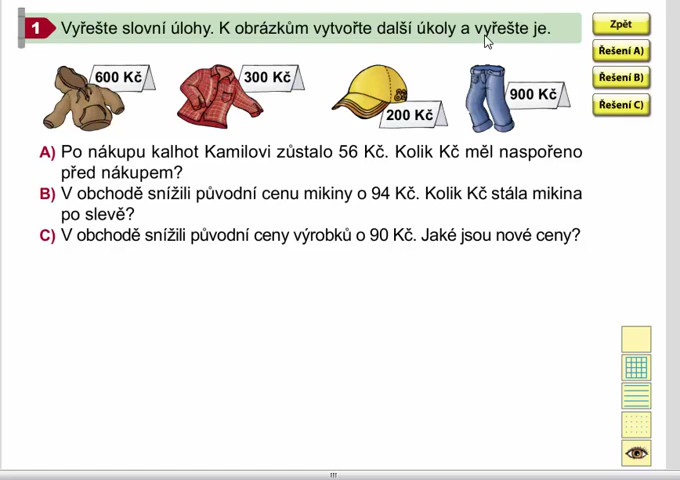 1 Vyřešte slovní úlohy. K obrázkům vytvořte další úkoly a vyřešte je.
Zpět
Řešení A)
Řešení B)
Řešení C)
600 Kč
300 Kč
200 Kč
900 Kč
A) Po nákupu kalhot Kamilovi zůstalo 56 Kč. Kolik Kč měl naspořeno
před nákupem?
B) V obchodě snížili původní cenu mikiny o 94 Kč. Kolik Kč stála mikina
po slevě?
C) V obchodě snížili původní ceny výrobků o 90 Kč. Jaké jsou nové ceny?